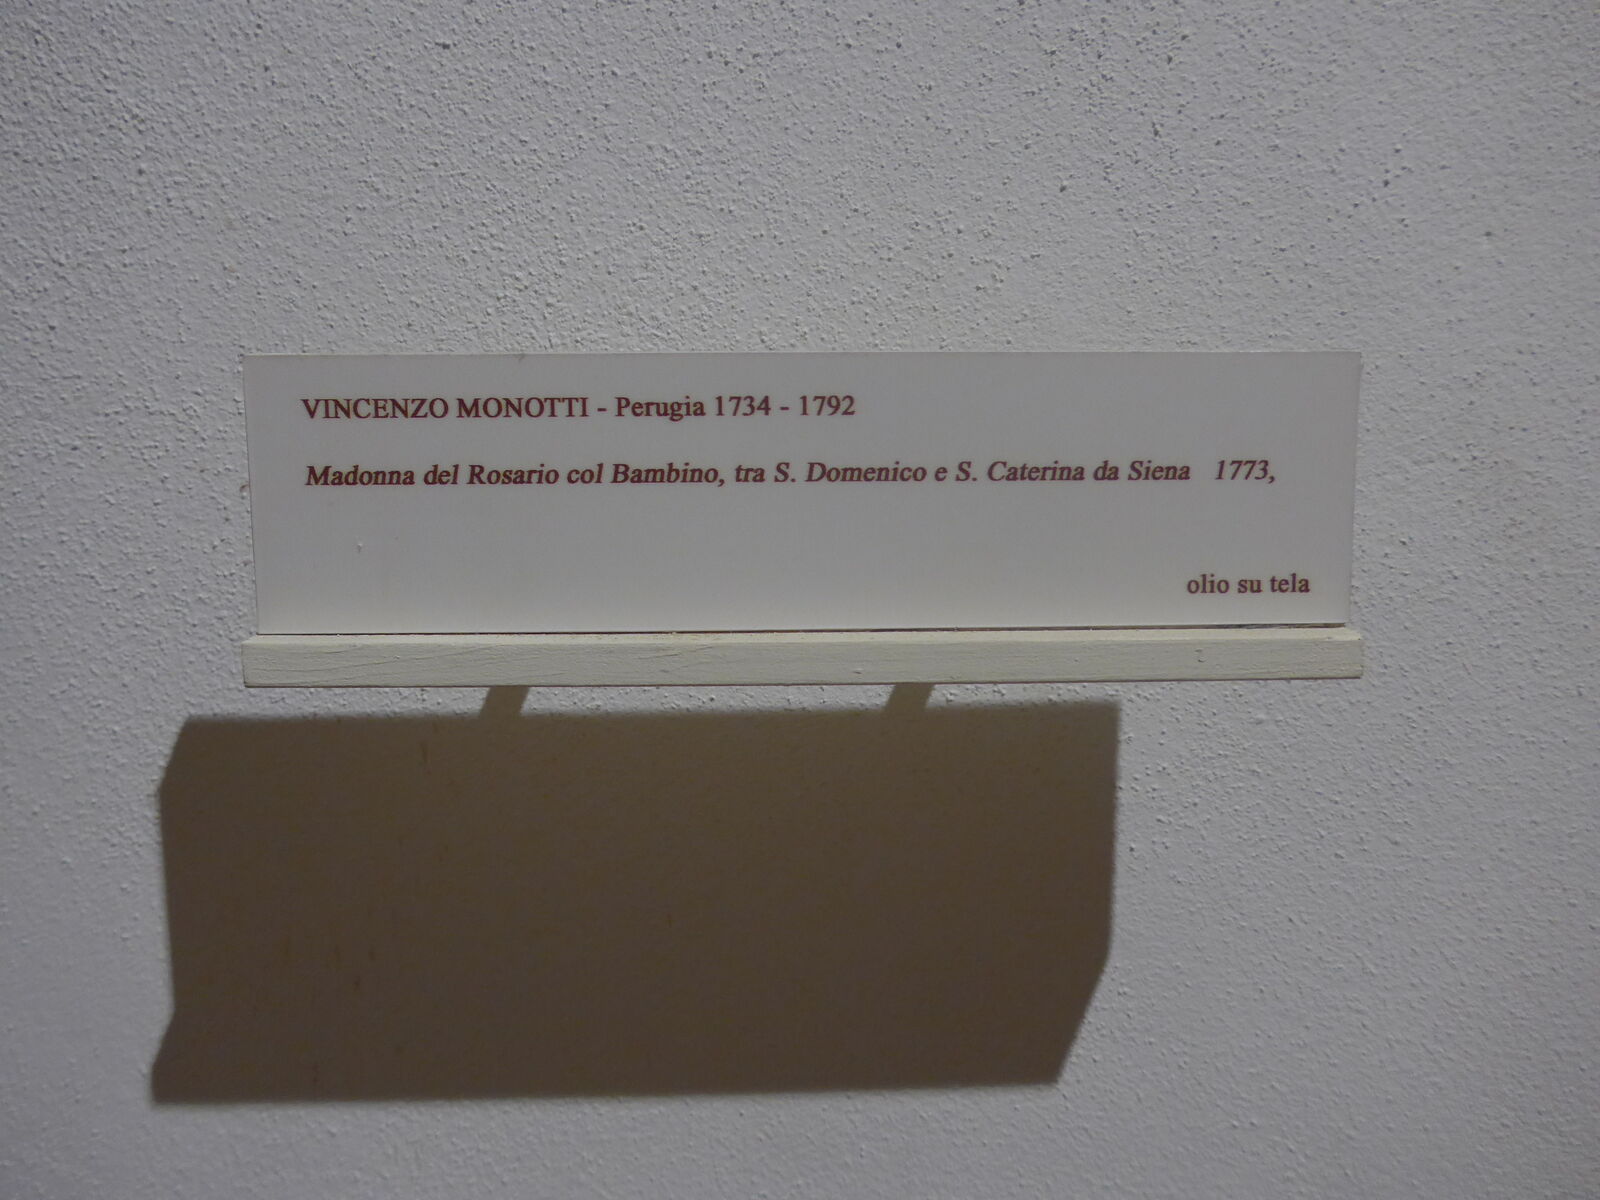 VINCENZO MONOTTI - Perugia 1734 - 1792
Madonna del Rosario col Bambino, tra S. Domenico e S. Caterina da Siena 1773,
olio su tela